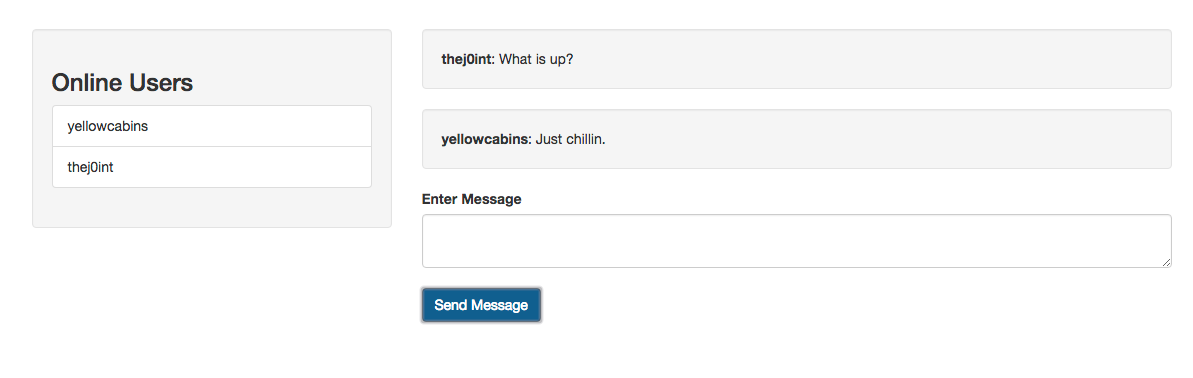 Online Users
yellowcabins
thej0int
thej0int: What is up?
yellowcabins: Just chillin.
Enter Message
Send Message